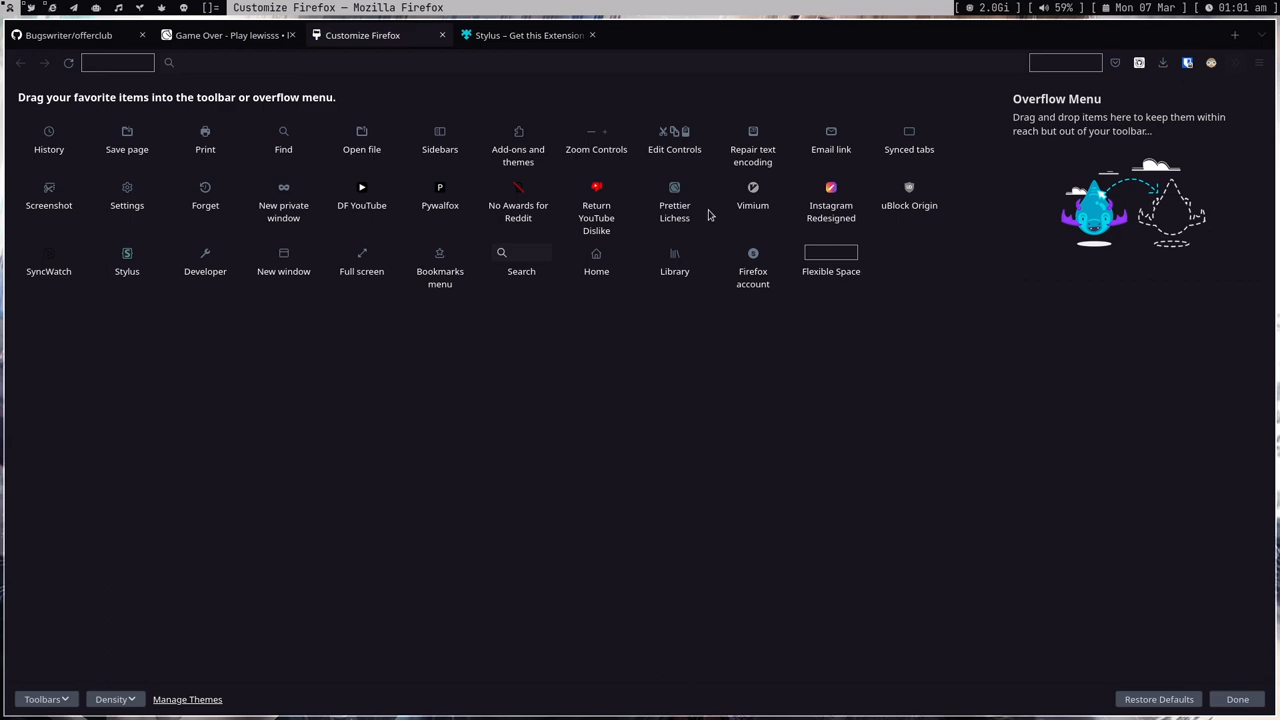 []= Customize Firefox — Mozilla Firefox [ 2.0Gi ] [ 59% ] [ Mon 07 Mar ] [ 01:01 am ]
Bugswriter/offerclub Game Over - Play lewisss • l Customize Firefox Stylus – Get this Extension
Drag your favorite items into the toolbar or overflow menu.
History Save page Print Find Open file Sidebars Add-ons and Zoom Controls Edit Controls Repair text Email link Synced tabs
themes encoding
Screenshot Settings Forget New private DF YouTube Pywalfox No Awards for Return Prettier Vimium Instagram uBlock Origin
window Reddit YouTube Lichess Redesigned
Dislike
SyncWatch Stylus Developer New window Full screen Bookmarks Search Home Library Firefox Flexible Space
menu account
Overflow Menu
Drag and drop items here to keep them within
reach but out of your toolbar...
Toolbars Density Manage Themes Restore Defaults Done